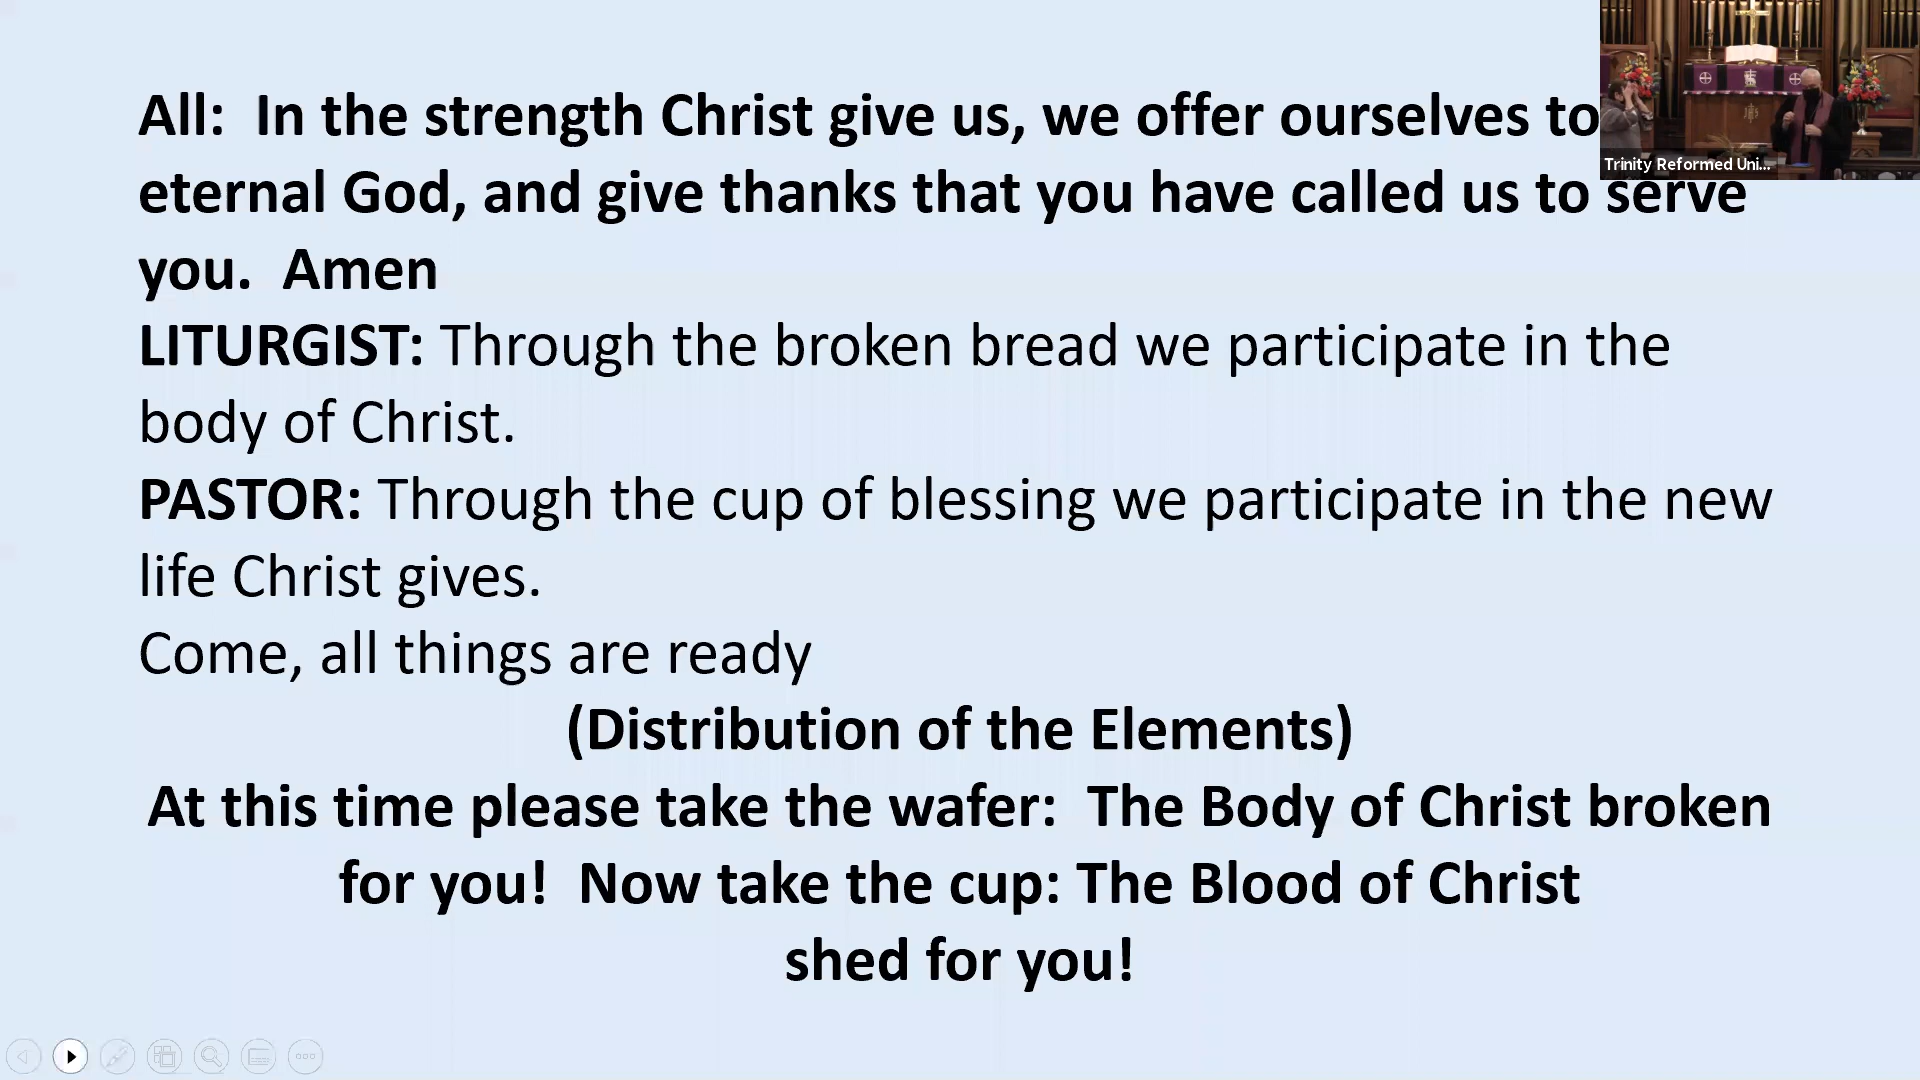 All:  In the strength Christ give us, we offer ourselves to
eternal God, and give thanks that you have called us to serve
you.  Amen
LITURGIST: Through the broken bread we participate in the
body of Christ.
PASTOR: Through the cup of blessing we participate in the new
life Christ gives.
Come, all things are ready
(Distribution of the Elements)
At this time please take the wafer:  The Body of Christ broken
for you!  Now take the cup: The Blood of Christ
shed for you!
Trinity Reformed Uni...